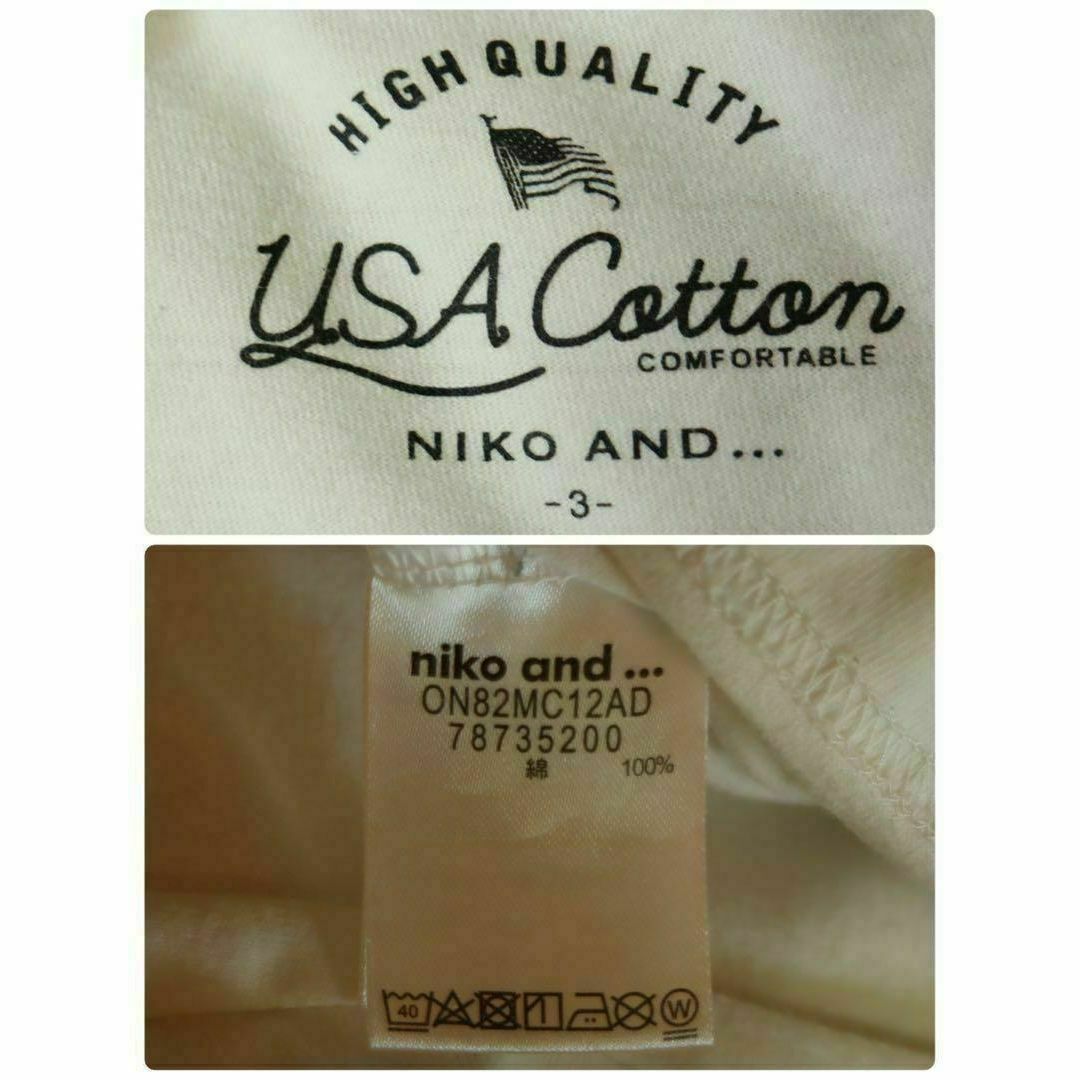 HIGH QUALITY
USA Cotton
COMFORTABLE
NIKO AND...
-3-
niko and ...
ON82MC12AD
78735200
綿 100%
40 W